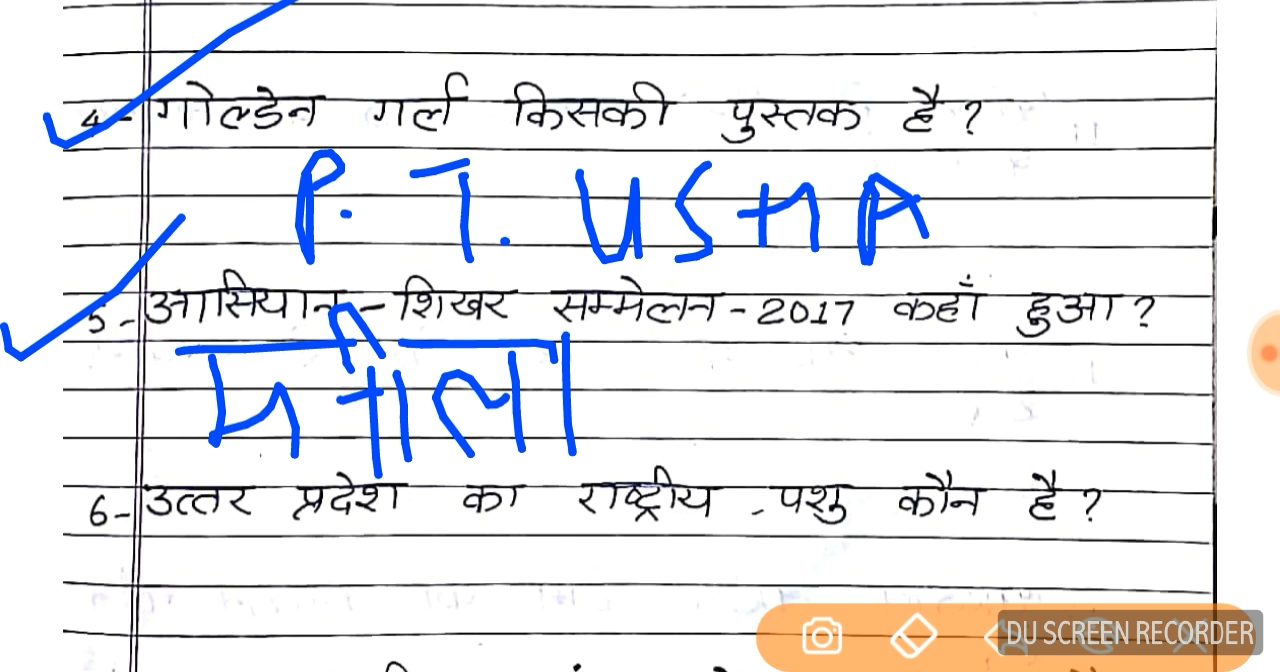 4- गोल्डेन गर्ल किसकी पुस्तक है ?
P. T. USHA
5- आसियान - शिखर सम्मेलन - 2017 कहाँ हुआ ?
मनीला
6- उत्तर प्रदेश का राष्ट्रीय - पशु कौन है ?
DU SCREEN RECORDER